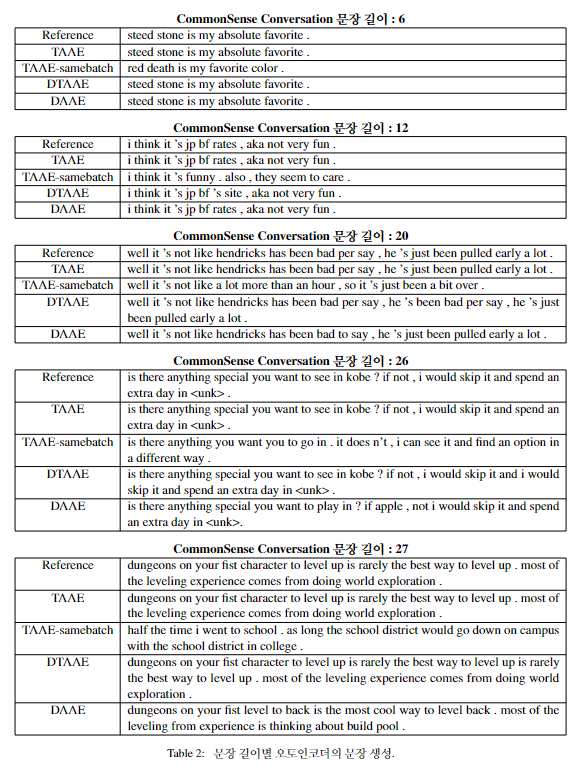 CommonSense Conversation 문장 길이 : 6
Reference steed stone is my absolute favorite .
TAAE steed stone is my absolute favorite .
TAAE-samebatch red death is my favorite color .
DTAAE steed stone is my absolute favorite .
DAAE steed stone is my absolute favorite .
CommonSense Conversation 문장 길이 : 12
Reference i think it 's jp bf rates , aka not very fun .
TAAE i think it 's jp bf rates , aka not very fun .
TAAE-samebatch i think it 's funny . also , they seem to care .
DTAAE i think it 's jp bf 's site , aka not very fun .
DAAE i think it 's jp bf rates , aka not very fun .
CommonSense Conversation 문장 길이 : 20
Reference well it 's not like hendricks has been bad per say , he 's just been pulled early a lot .
TAAE well it 's not like hendricks has been bad per say , he 's just been pulled early a lot .
TAAE-samebatch well it 's not like a lot more than an hour , so it 's just been a bit over .
DTAAE well it 's not like hendricks has been bad per say , he 's been bad per say , he 's just
been pulled early a lot .
DAAE well it 's not like hendricks has been bad to say , he 's just been pulled early a lot .
CommonSense Conversation 문장 길이 : 26
Reference is there anything special you want to see in kobe ? if not , i would skip it and spend an
extra day in <unk> .
TAAE is there anything special you want to see in kobe ? if not , i would skip it and spend an
extra day in <unk> .
TAAE-samebatch is there anything you want you to go in . it does n't , i can see it and find an option in
a different way .
DTAAE is there anything special you want to see in kobe ? if not , i would skip it and i would
skip it and spend an extra day in <unk> .
DAAE is there anything special you want to play in ? if apple , not i would skip it and spend
an extra day in <unk>.
CommonSense Conversation 문장 길이 : 27
Reference dungeons on your fist character to level up is rarely the best way to level up . most of
the leveling experience comes from doing world exploration .
TAAE dungeons on your fist character to level up is rarely the best way to level up . most of
the leveling experience comes from doing world exploration .
TAAE-samebatch half the time i went to school . as long the school district would go down on campus
with the school district in college .
DTAAE dungeons on your fist character to level up is rarely the best way to level up is rarely
the best way to level up . most of the leveling experience comes from doing world
exploration .
DAAE dungeons on your fist level to back is the most cool way to level back . most of the
leveling from experience is thinking about build pool .
Table 2: 문장 길이별 오토인코더의 문장 생성.